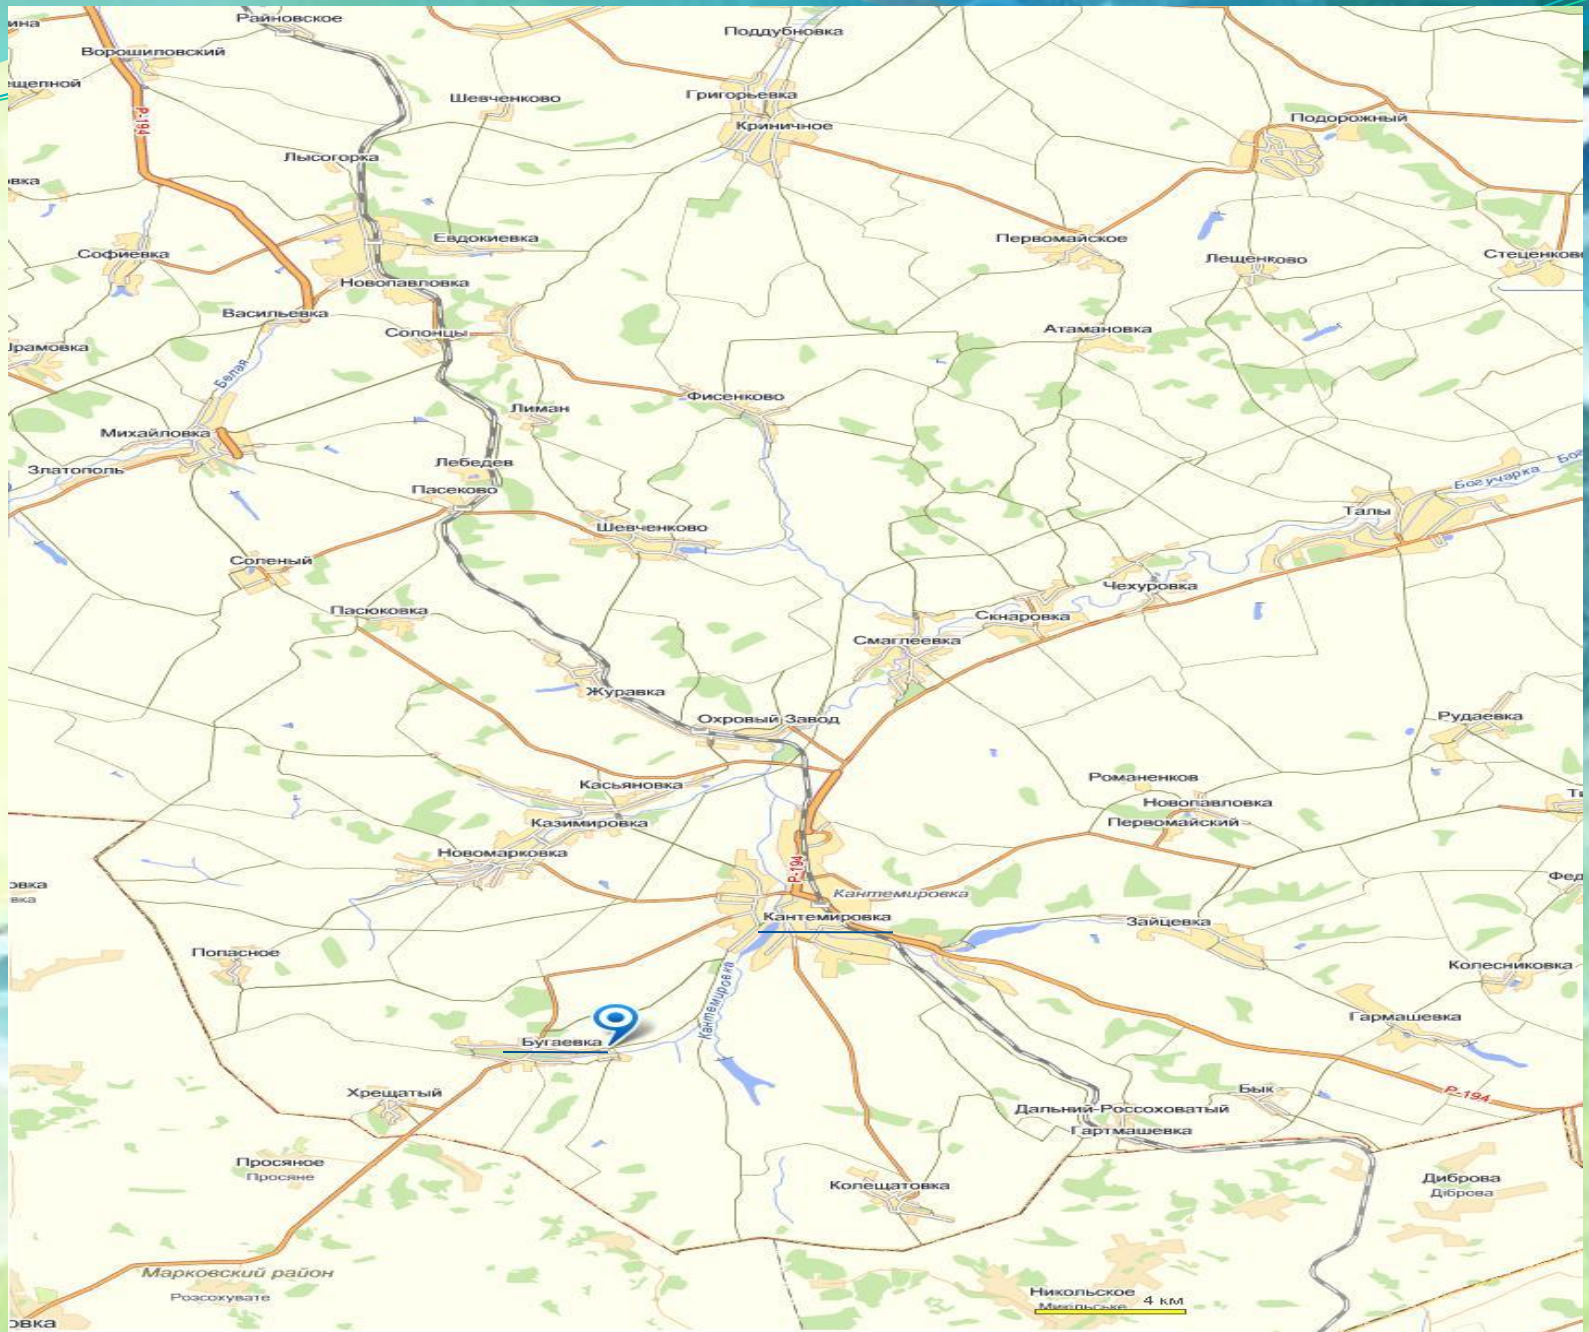 Райновское
Поддубновка
Ворошиловский
Шевченково
Григорьевка
Подорожный
Р-194
Криничное
Лысогорка
Софиевка
Евдокиевка
Первомайское
Лещенково
Новопавловка
Васильевка
Солонцы
Атамановка
Белая
Фисенково
Лиман
Михайловка
Златополь
Лебедев
Богучарка
Пасеково
Талы
Шевченково
Соленый
Чехуровка
Пасюковка
Скнаровка
Смаглеевка
Журавка
Охровый Завод
Рудаевка
Касьяновка
Романенков
Новопавловка
Казимировка
Первомайский
Новомарковка
Р-194
Кантемировка
Кантемировка
Зайцевка
Попасное
Колесниковка
Кантемировка
Гармашевка
Бугаевка
Хрещатый
Бык
Р-194
Дальний-Россоховатый
Гартмашевка
Просяное
Просяне
Колещатовка
Диброва
Діброва
Марковский район
Розсохувате
Никольское
Микільське
4 км